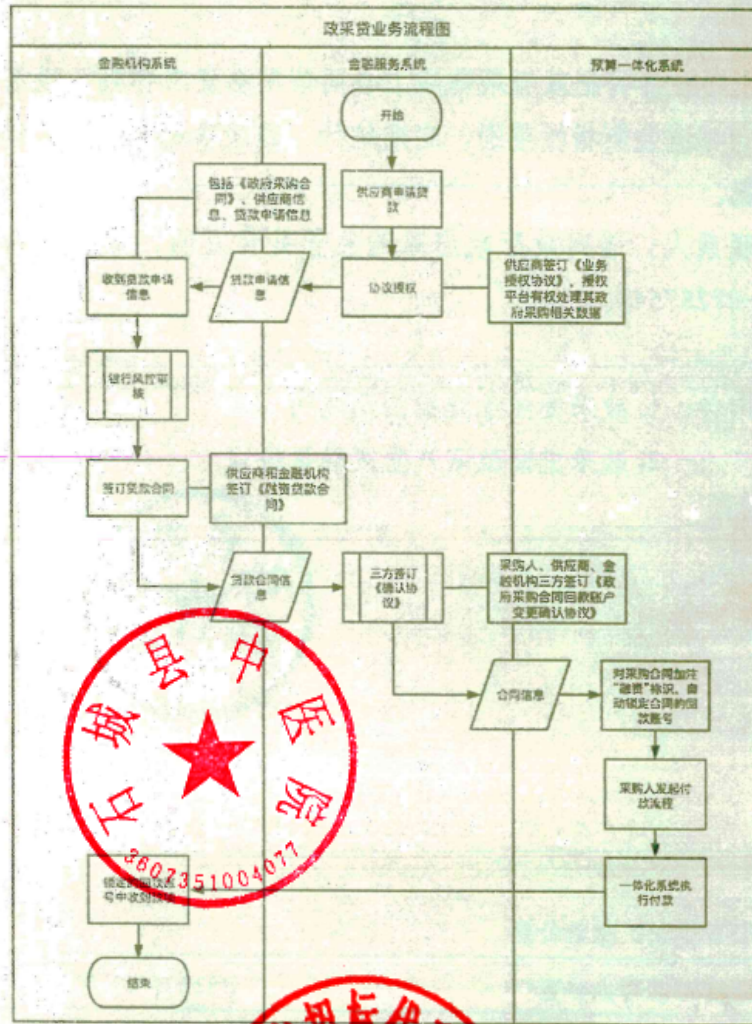 政采贷业务流程图
金融机构系统
金融服务系统
预算一体化系统
开始
包括《政府采购合
同》、供应商信
息、贷款申请信息
供应商申请贷
款
收到贷款申请
信息
贷款申请信
息
协议授权
供应商签订《业务
授权协议》、授权
平台有权处理其政
府采购相关数据
银行风控审
核
签订贷款合同
供应商和金融机构
签订《融资贷款合
同》
贷款合同信
息
三方签订
《确认协
议》
采购人、供应商、金
融机构三方签订《政
府采购合同回款账户
变更确认协议》
合同信息
对采购合同加注
“融资”标识、自
动锁定合同的回
款账号
采购人发起付
款流程
一体化系统执
行付款
号中收到
结束
石城县中医院
3607351004077
招标代